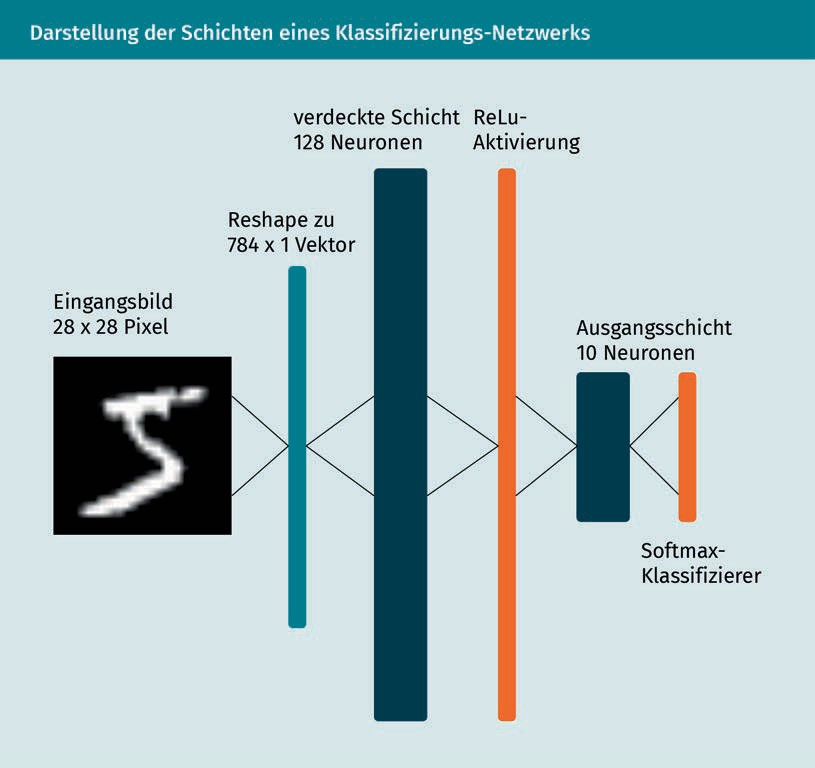 Darstellung der Schichten eines Klassifizierungs-Netzwerks
verdeckte Schicht
128 Neuronen
ReLu-
Aktivierung
Reshape zu
784 x 1 Vektor
Eingangsbild
28 x 28 Pixel
Ausgangsschicht
10 Neuronen
5
Softmax-
Klassifizierer